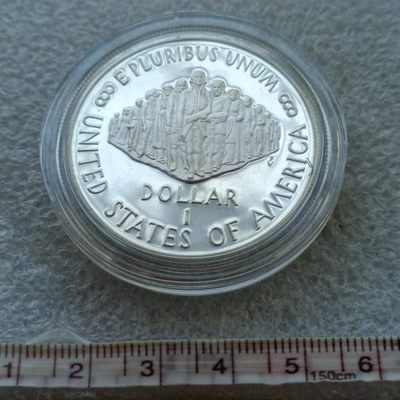 E PLURIBUS UNUM
DOLLAR
1
UNITED STATES OF AMERICA
1 2 3 4 5 6
150cm